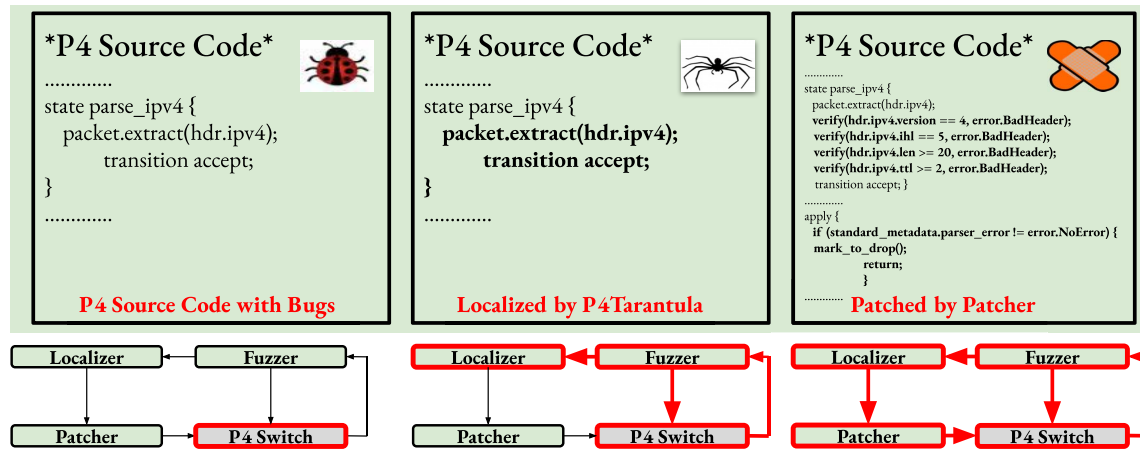 *P4 Source Code*
.............
state parse_ipv4 {
packet.extract(hdr.ipv4);
transition accept;
}
.............
P4 Source Code with Bugs
*P4 Source Code*
.............
state parse_ipv4 {
packet.extract(hdr.ipv4);
transition accept;
}
.............
Localized by P4Tarantula
*P4 Source Code*
.............
state parse_ipv4 {
packet.extract(hdr.ipv4);
verify(hdr.ipv4.version == 4, error.BadHeader);
verify(hdr.ipv4.ihl == 5, error.BadHeader);
verify(hdr.ipv4.len >= 20, error.BadHeader);
verify(hdr.ipv4.ttl >= 2, error.BadHeader);
transition accept; }
.............
apply {
if (standard_metadata.parser_error != error.NoError) {
mark_to_drop();
return;
}
.............
Patched by Patcher
Localizer
Fuzzer
Patcher
P4 Switch
Localizer
Fuzzer
Patcher
P4 Switch
Localizer
Fuzzer
Patcher
P4 Switch